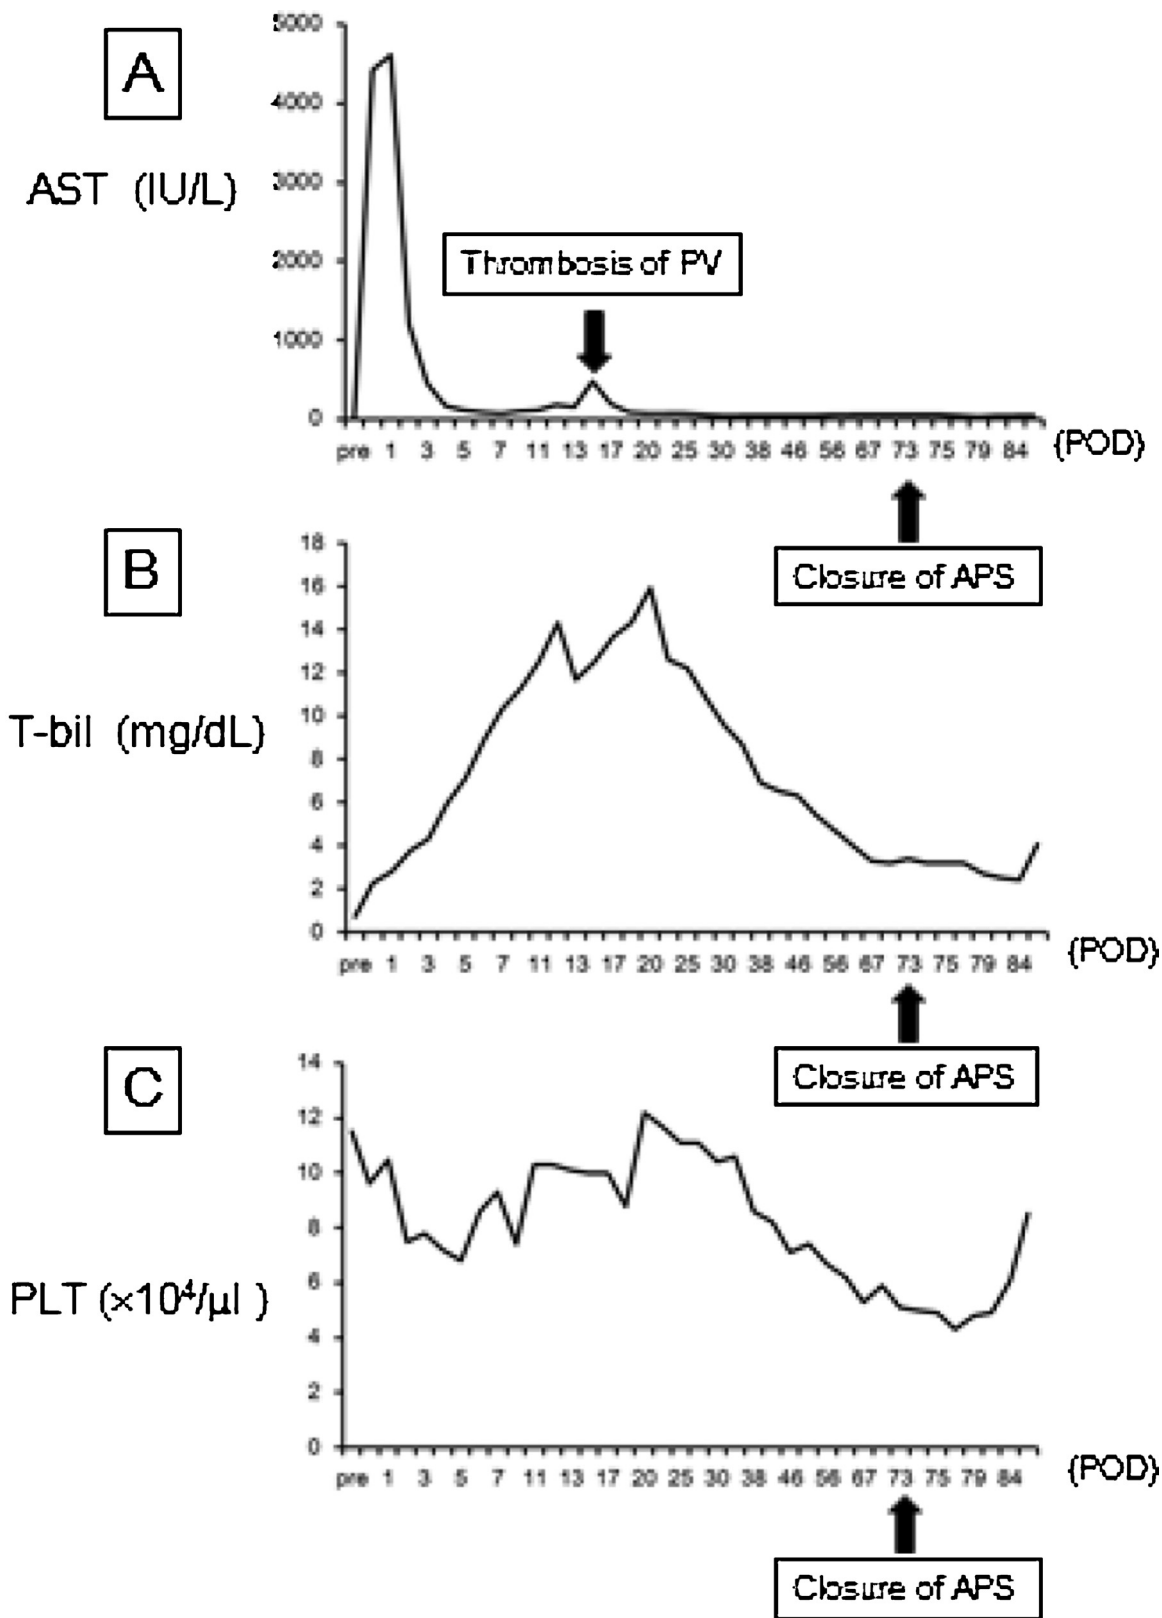 A
AST (IU/L)
5000
4000
3000
2000
1000
0
Thrombosis of PV
pre 1 3 5 7 11 13 17 20 25 30 38 46 56 67 73 75 79 84
{POD}
Closure of APS
B
T-bil (mg/dL)
18
16
14
12
10
8
6
4
2
0
pre 1 3 5 7 11 13 17 20 25 30 38 46 56 67 73 75 79 84
{POD}
Closure of APS
C
PLT (×10⁴/μl )
14
12
10
8
6
4
2
0
pre 1 3 5 7 11 13 17 20 25 30 38 46 56 67 73 75 79 84
{POD}
Closure of APS